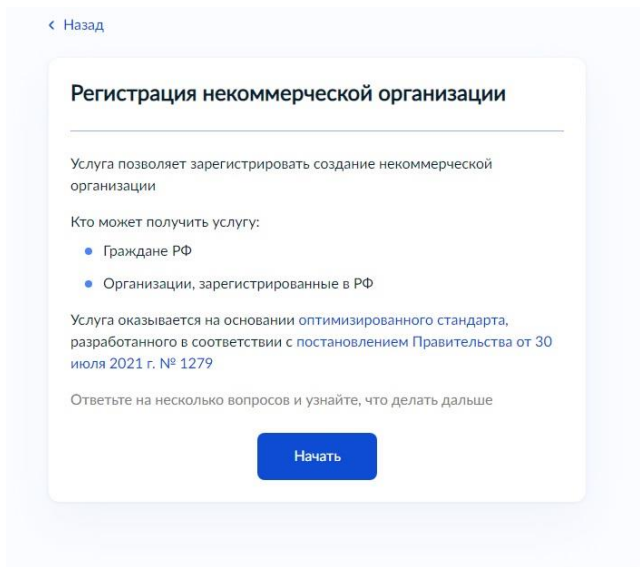 Назад
Регистрация некоммерческой организации
Услуга позволяет зарегистрировать создание некоммерческой
организации
Кто может получить услугу:
Граждане РФ
Организации, зарегистрированные в РФ
Услуга оказывается на основании оптимизированного стандарта,
разработанного в соответствии с постановлением Правительства от 30
июля 2021 г. № 1279
Ответьте на несколько вопросов и узнайте, что делать дальше
Начать